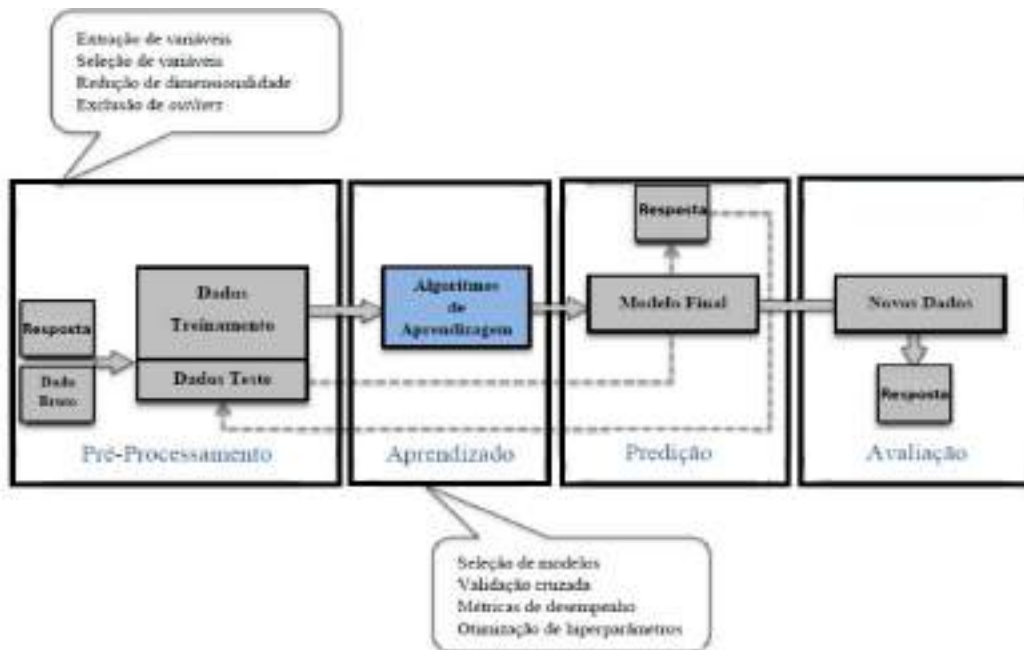 Extração de variáveis
Seleção de variáveis
Redução de dimensionalidade
Exclusão de outliers
Resposta
Dado
Bruto
Dados
Treinamento
Dados Teste
Pré-Processamento
Algoritmos
de
Aprendizagem
Aprendizado
Resposta
Modelo Final
Predição
Novos Dados
Resposta
Avaliação
Seleção de modelos
Validação cruzada
Métricas de desempenho
Otimização de hiperparâmetros